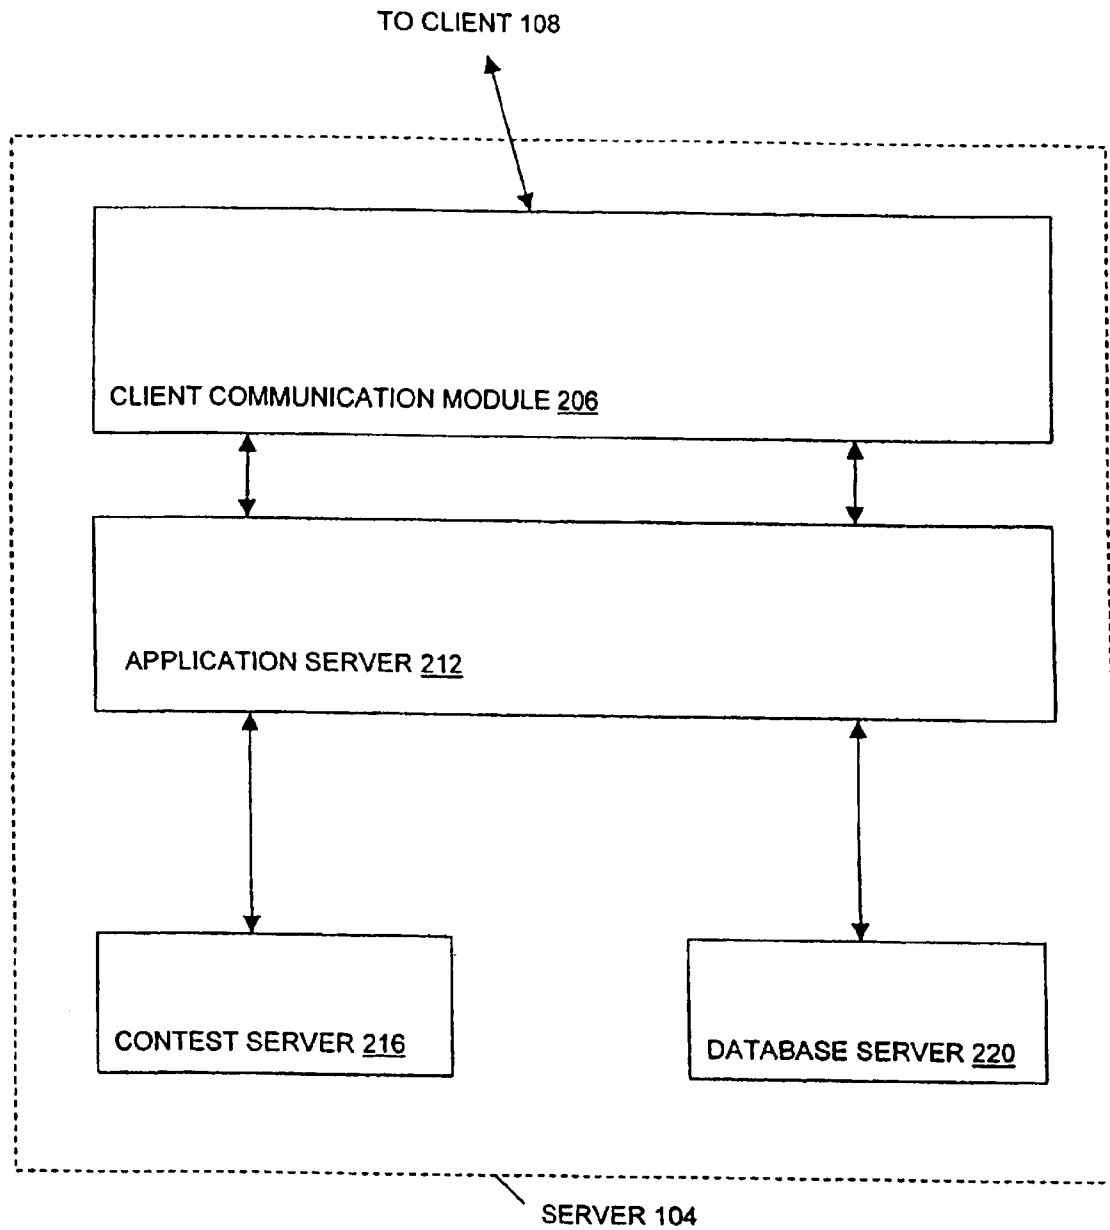 TO CLIENT 108
CLIENT COMMUNICATION MODULE 206
APPLICATION SERVER 212
CONTEST SERVER 216
DATABASE SERVER 220
SERVER 104